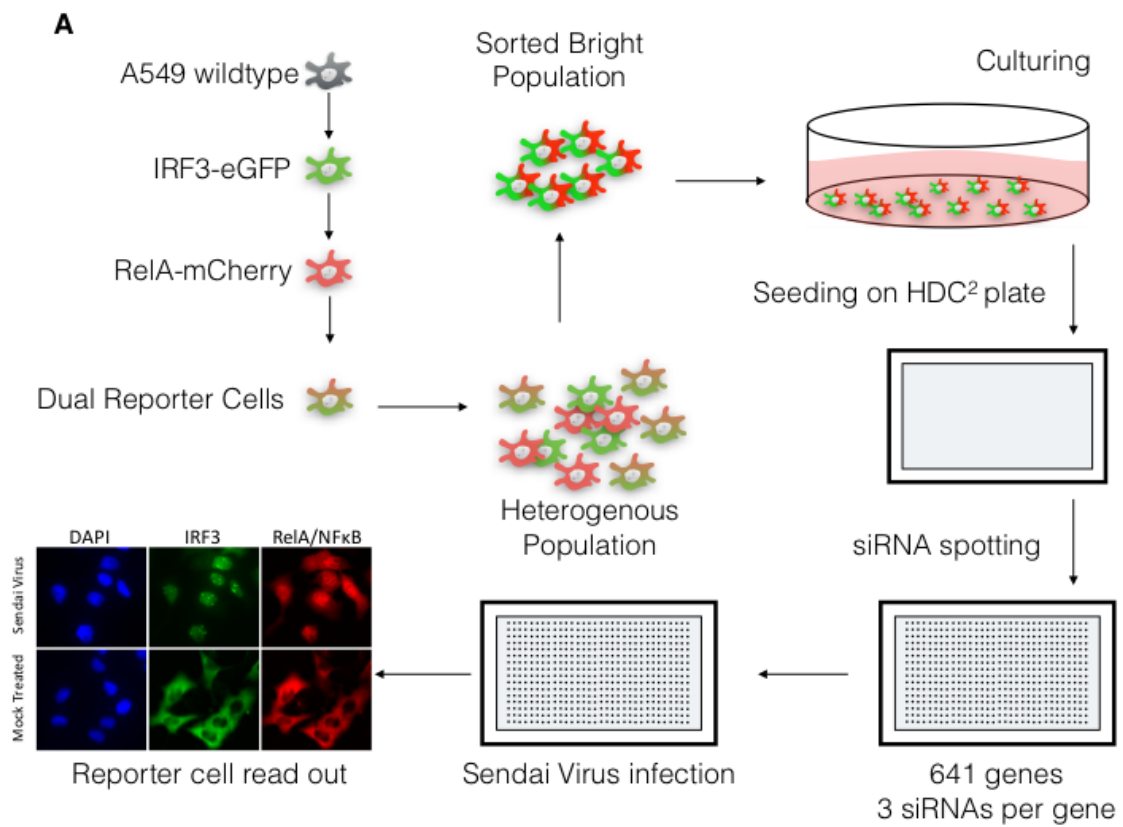 A
A549 wildtype
IRF3-eGFP
RelA-mCherry
Dual Reporter Cells
Sorted Bright
Population
Culturing
Seeding on HDC² plate
Heterogenous
Population
siRNA spotting
DAPI
IRF3
RelA/NFκB
Sendai Virus
Mock Treated
Reporter cell read out
Sendai Virus infection
641 genes
3 siRNAs per gene